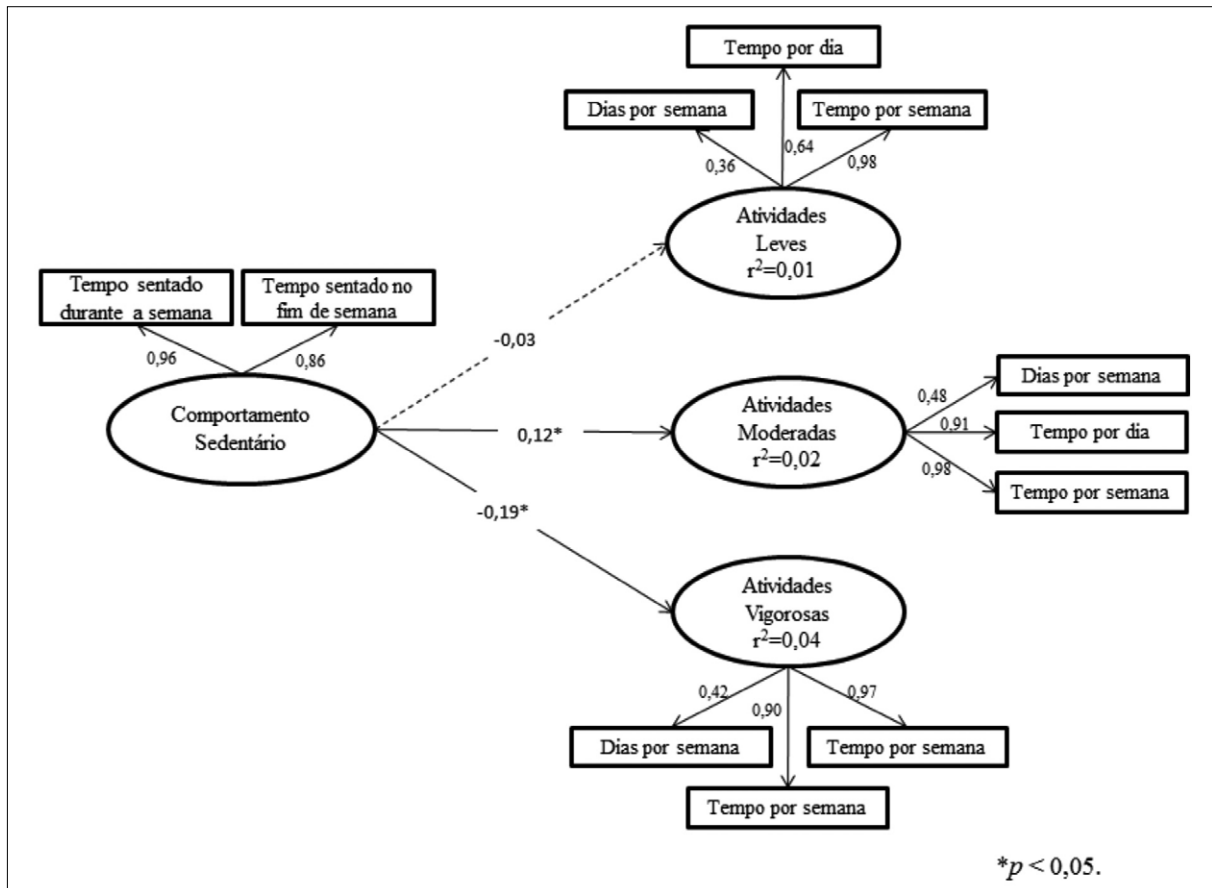 Tempo por dia
Dias por semana
Tempo por semana
0,36
0,64
0,98
Atividades
Leves
r²=0,01
Tempo sentado
durante a semana
Tempo sentado no
fim de semana
0,96
0,86
Comportamento
Sedentário
-0,03
0,12*
-0,19*
Atividades
Moderadas
r²=0,02
0,48
0,91
0,98
Dias por semana
Tempo por dia
Tempo por semana
Atividades
Vigorosas
r²=0,04
0,42
0,90
0,97
Dias por semana
Tempo por semana
Tempo por semana
*p < 0,05.